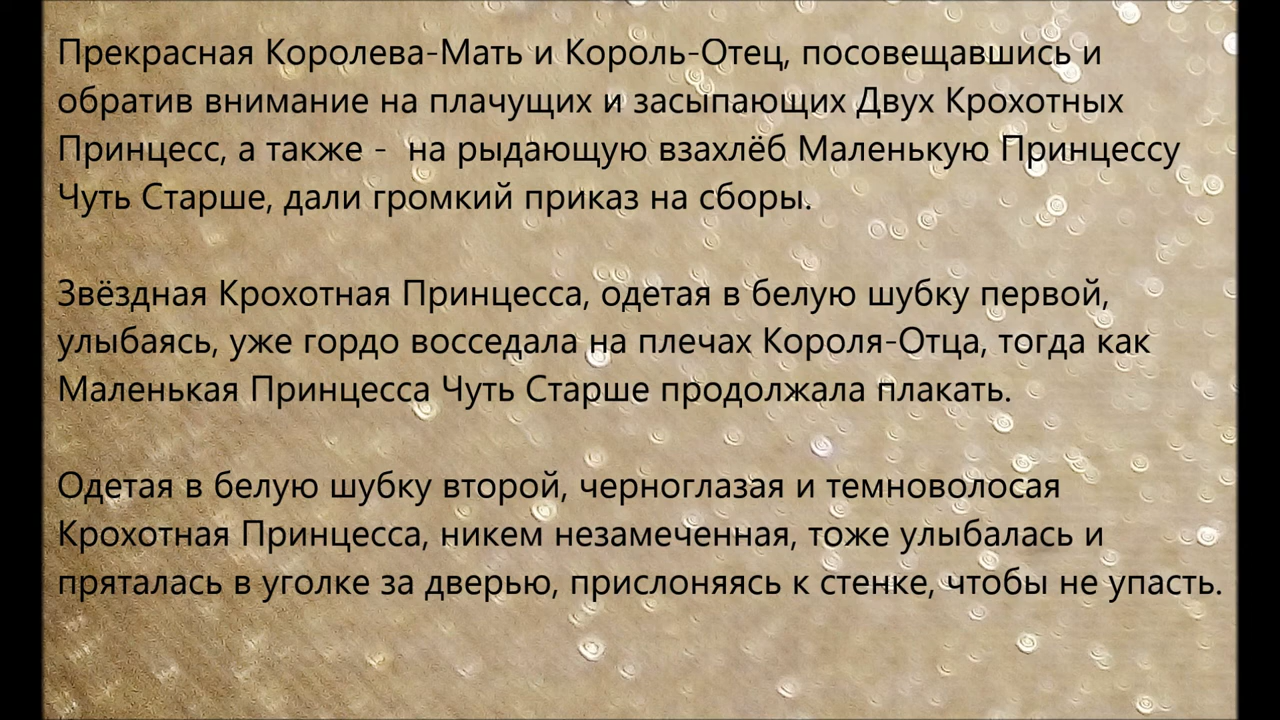 Прекрасная Королева-Мать и Король-Отец, посовещавшись и
обратив внимание на плачущих и засыпающих Двух Крохотных
Принцесс, а также -  на рыдающую взахлёб Маленькую Принцессу
Чуть Старше, дали громкий приказ на сборы.
Звёздная Крохотная Принцесса, одетая в белую шубку первой,
улыбаясь, уже гордо восседала на плечах Короля-Отца, тогда как
Маленькая Принцесса Чуть Старше продолжала плакать.
Одетая в белую шубку второй, черноглазая и темноволосая
Крохотная Принцесса, никем незамеченная, тоже улыбалась и
пряталась в уголке за дверью, прислоняясь к стенке, чтобы не упасть.